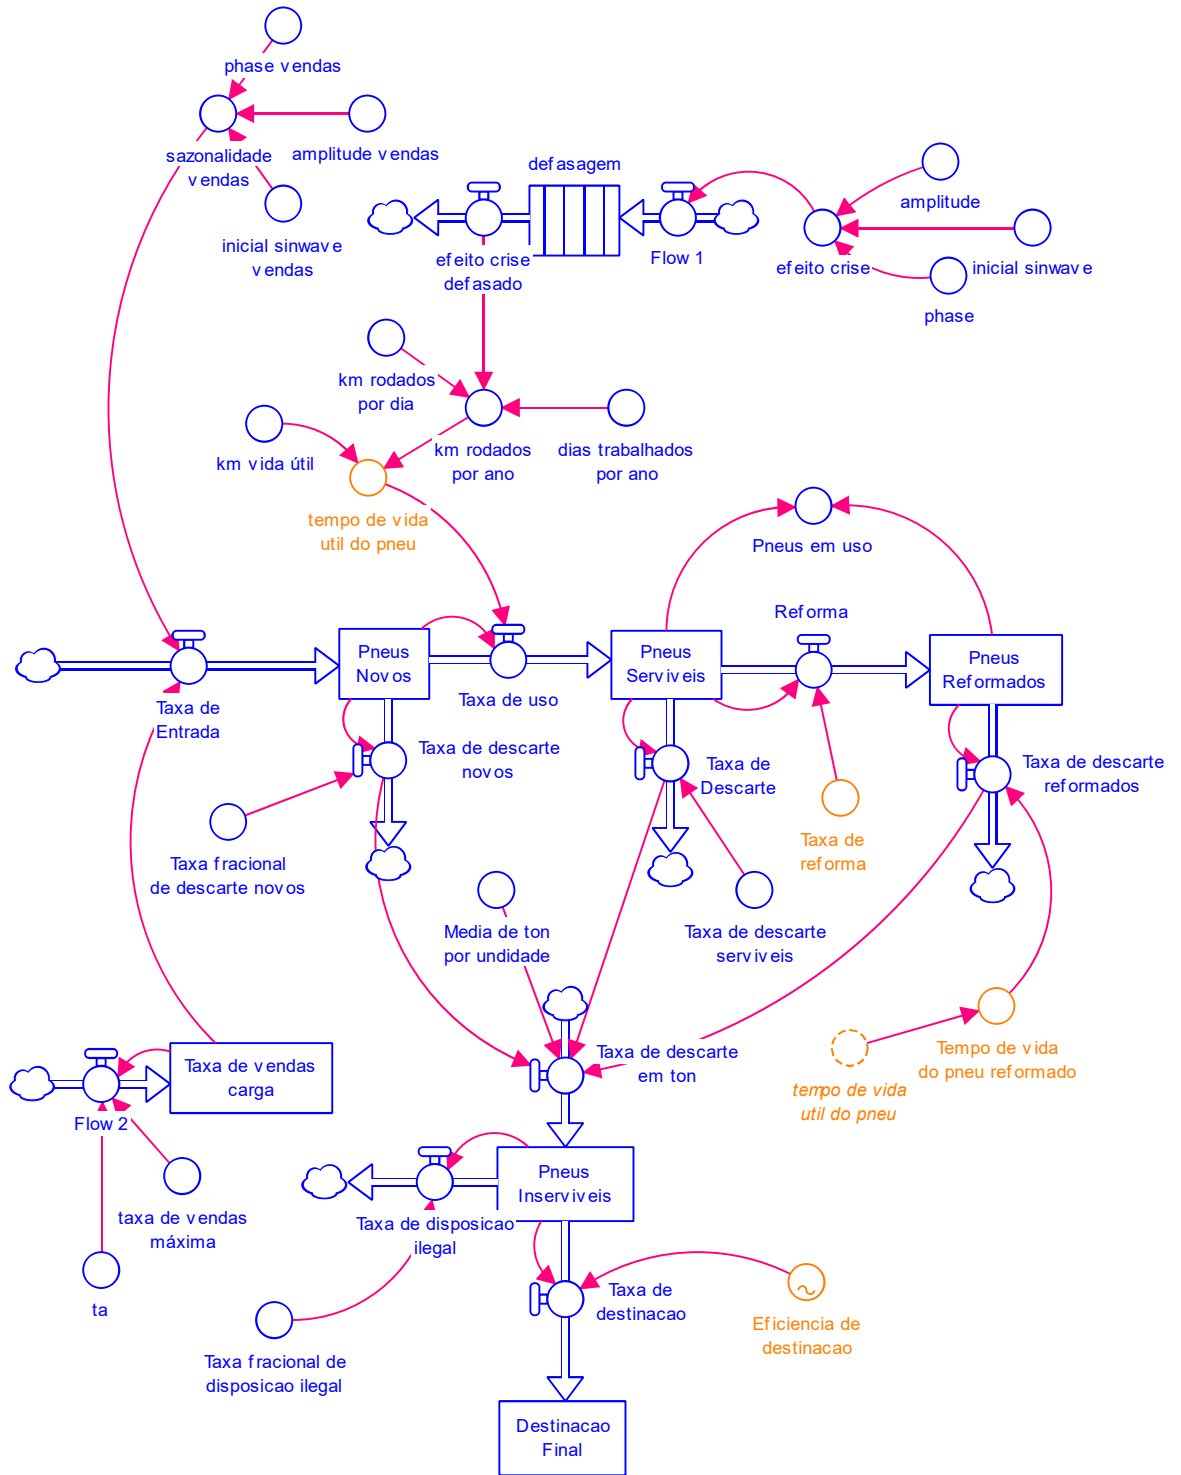 phase vendas
sazonalidade
vendas
amplitude vendas
inicial sinwave
vendas
defasagem
amplitude
efeito crise
defasado
Flow 1
efeito crise
inicial sinwave
phase
km rodados
por dia
km vida útil
km rodados
por ano
dias trabalhados
por ano
tempo de vida
util do pneu
Pneus em uso
Reforma
Pneus
Novos
Pneus
Serviveis
Pneus
Reformados
Taxa de
Entrada
Taxa de uso
Taxa de descarte
novos
Taxa de
Descarte
Taxa de descarte
reformados
Taxa fracional
de descarte novos
Taxa de
reforma
Media de ton
por undidade
Taxa de descarte
serviveis
Taxa de vendas
carga
Taxa de descarte
em ton
Tempo de vida
do pneu reformado
tempo de vida
util do pneu
Flow 2
taxa de vendas
máxima
ta
Pneus
Inserviveis
Taxa de disposicao
ilegal
Taxa de
destinacao
Eficiencia de
destinacao
Taxa fracional de
disposicao ilegal
Destinacao
Final